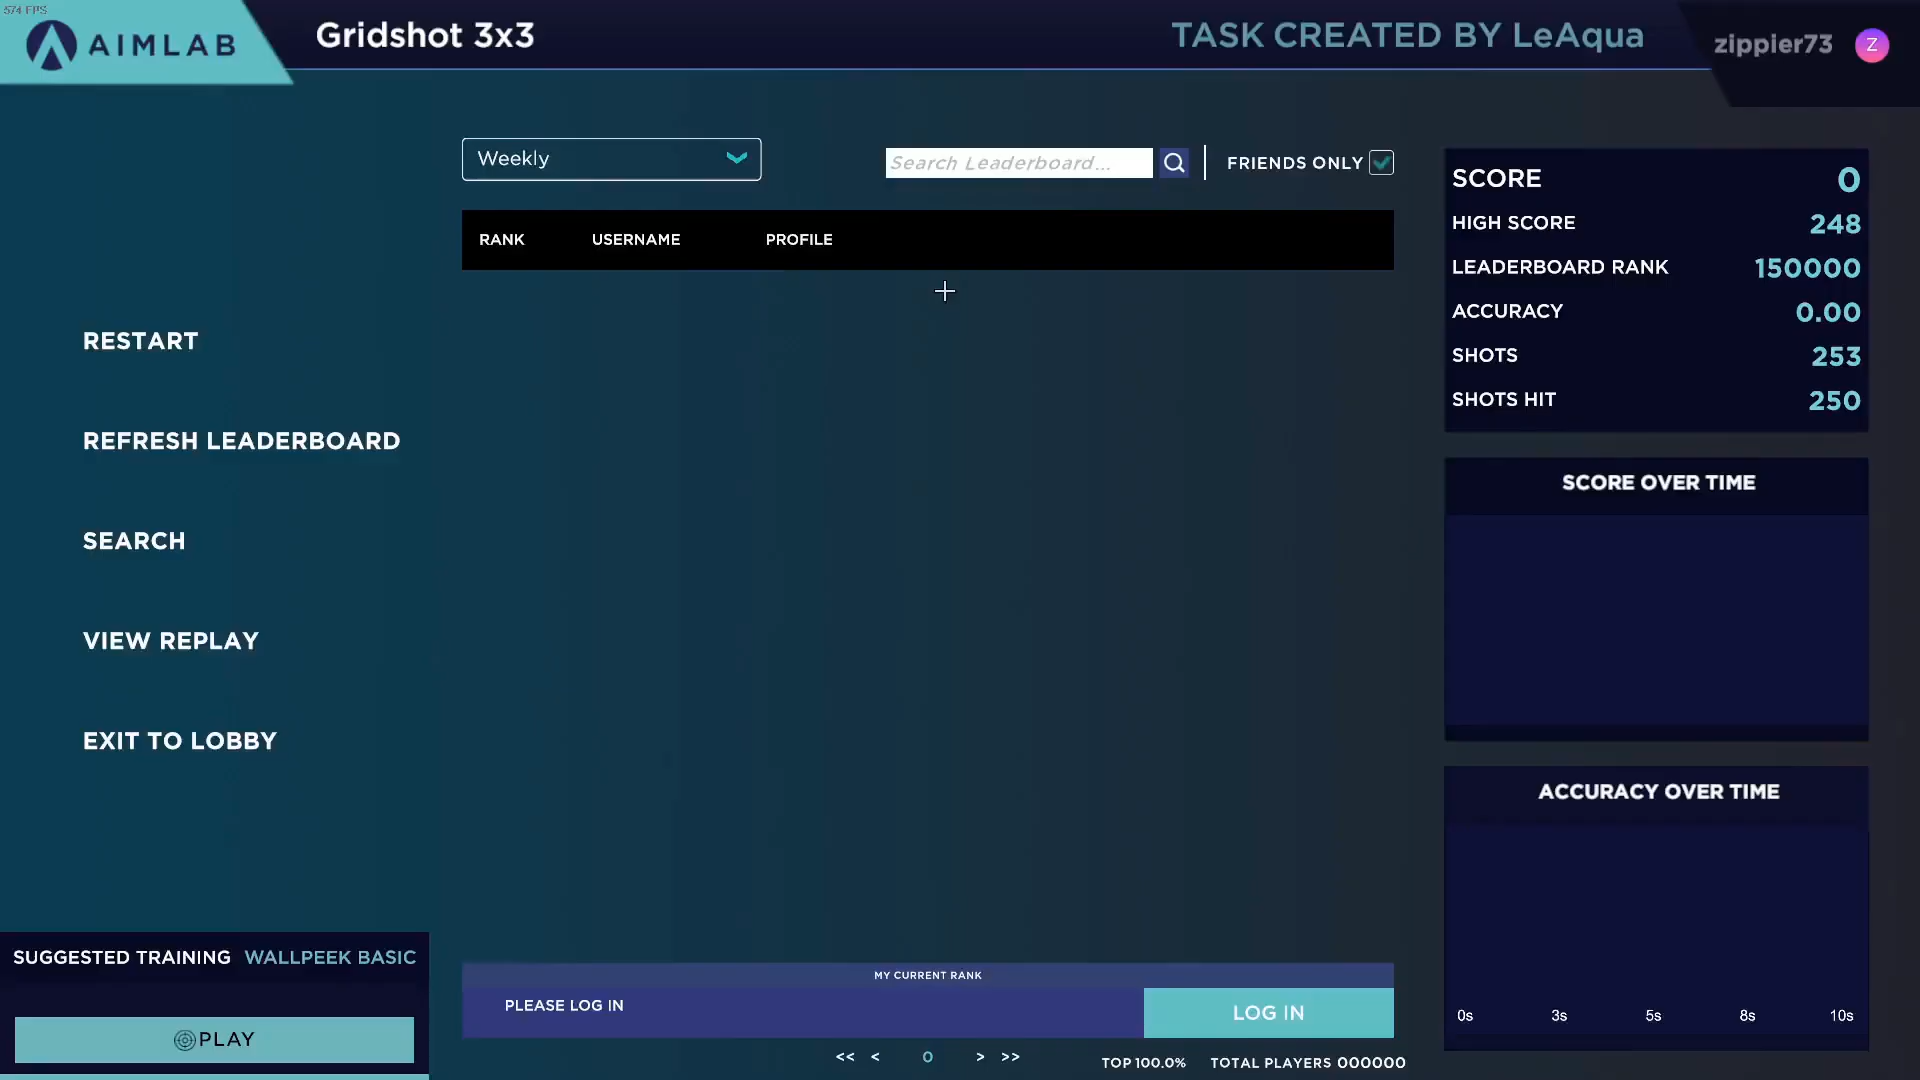 574 FPS
AIMLAB
Gridshot 3x3
TASK CREATED BY LeAqua
zippier73
Z
Weekly
Search Leaderboard...
FRIENDS ONLY
RANK USERNAME PROFILE
RESTART
REFRESH LEADERBOARD
SEARCH
VIEW REPLAY
EXIT TO LOBBY
SUGGESTED TRAINING WALLPEEK BASIC
PLAY
MY CURRENT RANK
PLEASE LOG IN
LOG IN
<< < 0 > >>
TOP 100.0% TOTAL PLAYERS 000000
SCORE 0
HIGH SCORE 248
LEADERBOARD RANK 150000
ACCURACY 0.00
SHOTS 253
SHOTS HIT 250
SCORE OVER TIME
ACCURACY OVER TIME
0s 3s 5s 8s 10s